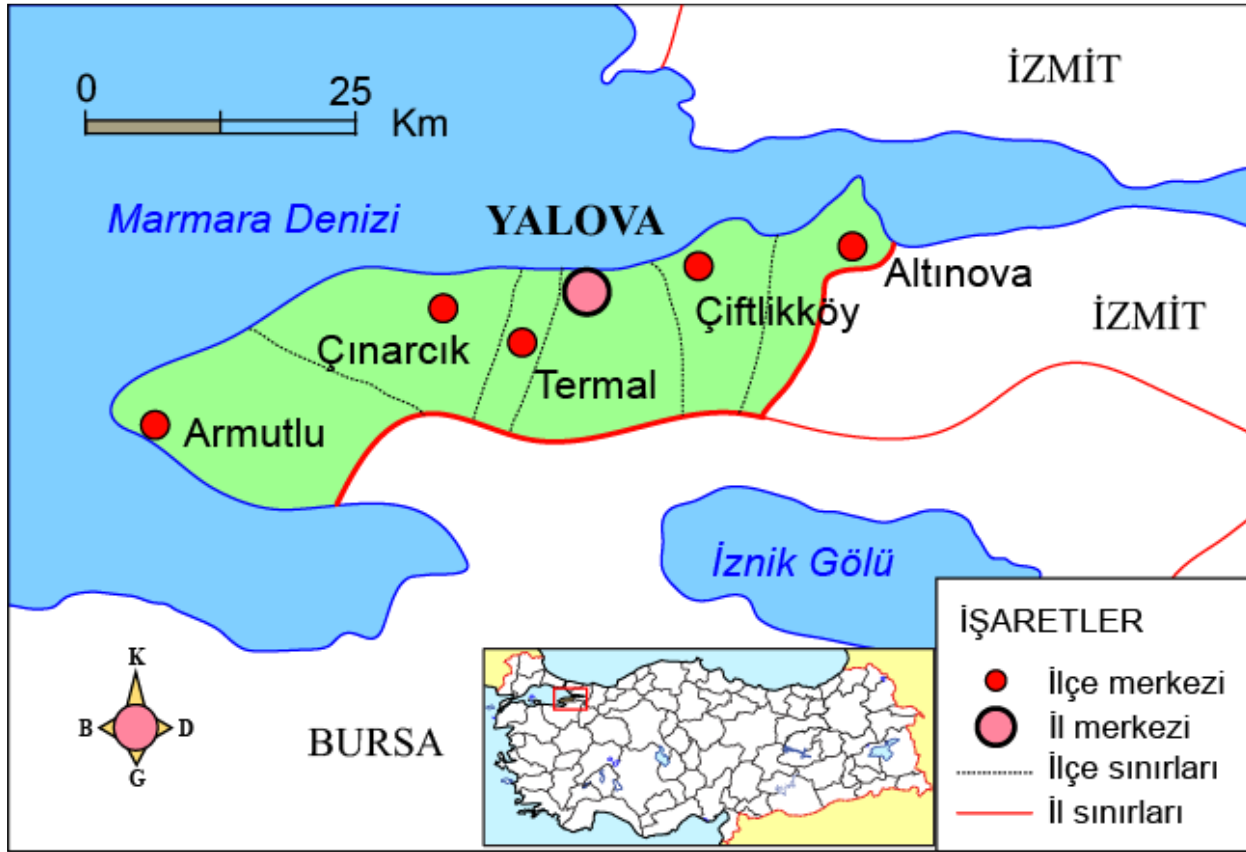 İZMİT
0 25
Km
Marmara Denizi
YALOVA
Altınova
Çiftlikköy
İZMİT
Çınarcık
Termal
Armutlu
İznik Gölü
İŞARETLER
İlçe merkezi
İl merkezi
İlçe sınırları
İl sınırları
K
B D
G
BURSA